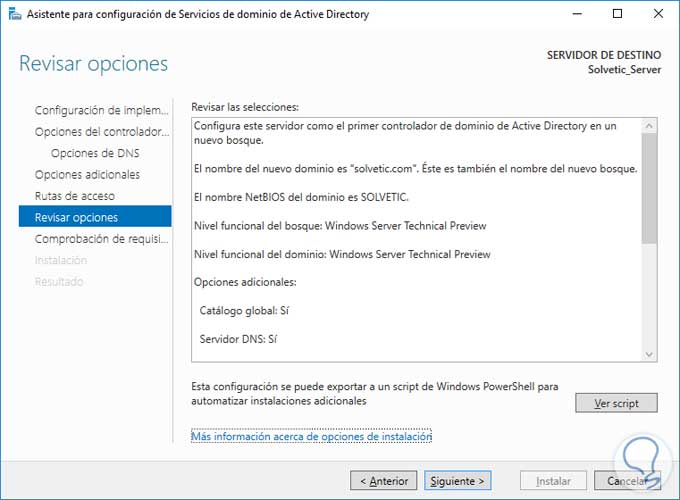 Asistente para configuración de Servicios de dominio de Active Directory
Revisar opciones
SERVIDOR DE DESTINO
Solvetic_Server
Configuración de implem...
Opciones del controlador...
Opciones de DNS
Opciones adicionales
Rutas de acceso
Revisar opciones
Comprobación de requisi...
Instalación
Resultado
Revisar las selecciones:
Configura este servidor como el primer controlador de dominio de Active Directory en un
nuevo bosque.
El nombre del nuevo dominio es "solvetic.com". Éste es también el nombre del nuevo bosque.
El nombre NetBIOS del dominio es SOLVETIC.
Nivel funcional del bosque: Windows Server Technical Preview
Nivel funcional del dominio: Windows Server Technical Preview
Opciones adicionales:
Catálogo global: Sí
Servidor DNS: Sí
Esta configuración se puede exportar a un script de Windows PowerShell para
automatizar instalaciones adicionales
Ver script
Más información acerca de opciones de instalación
< Anterior
Siguiente >
Instalar
Cancelar